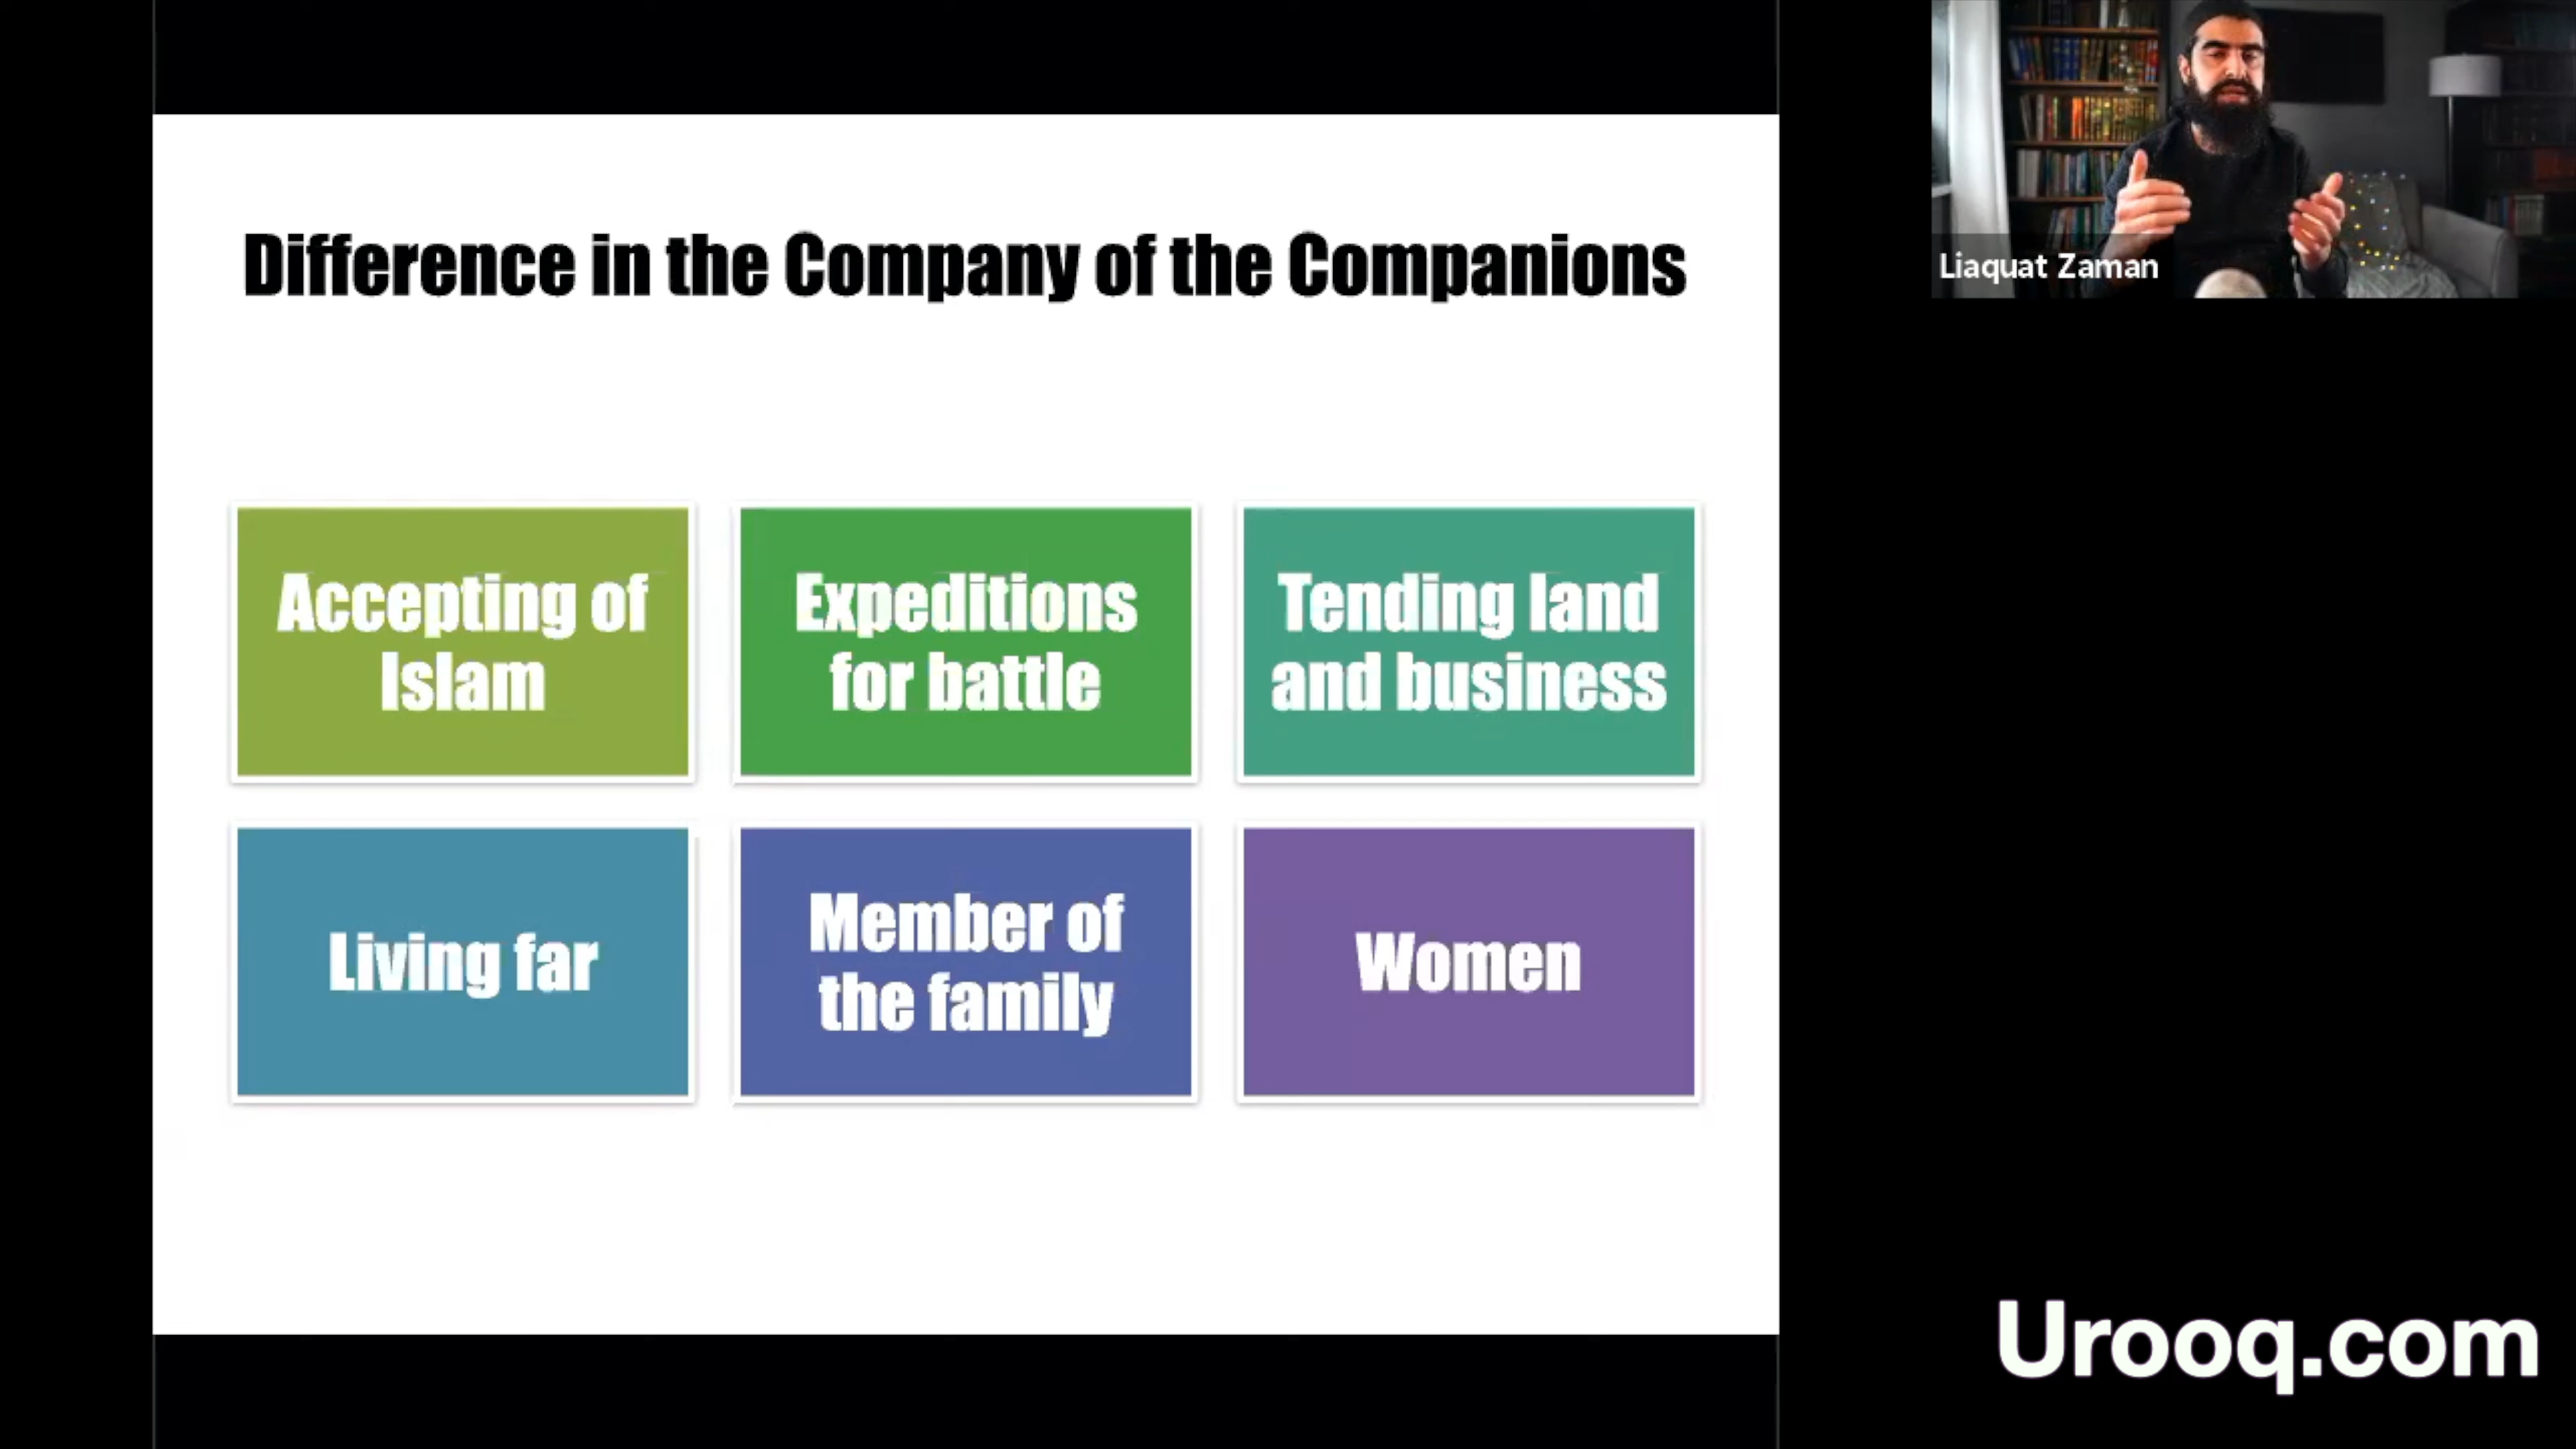 Difference in the Company of the Companions
Accepting of
Islam
Expeditions
for battle
Tending land
and business
Living far
Member of
the family
Women
Liaquat Zaman
Urooq.com